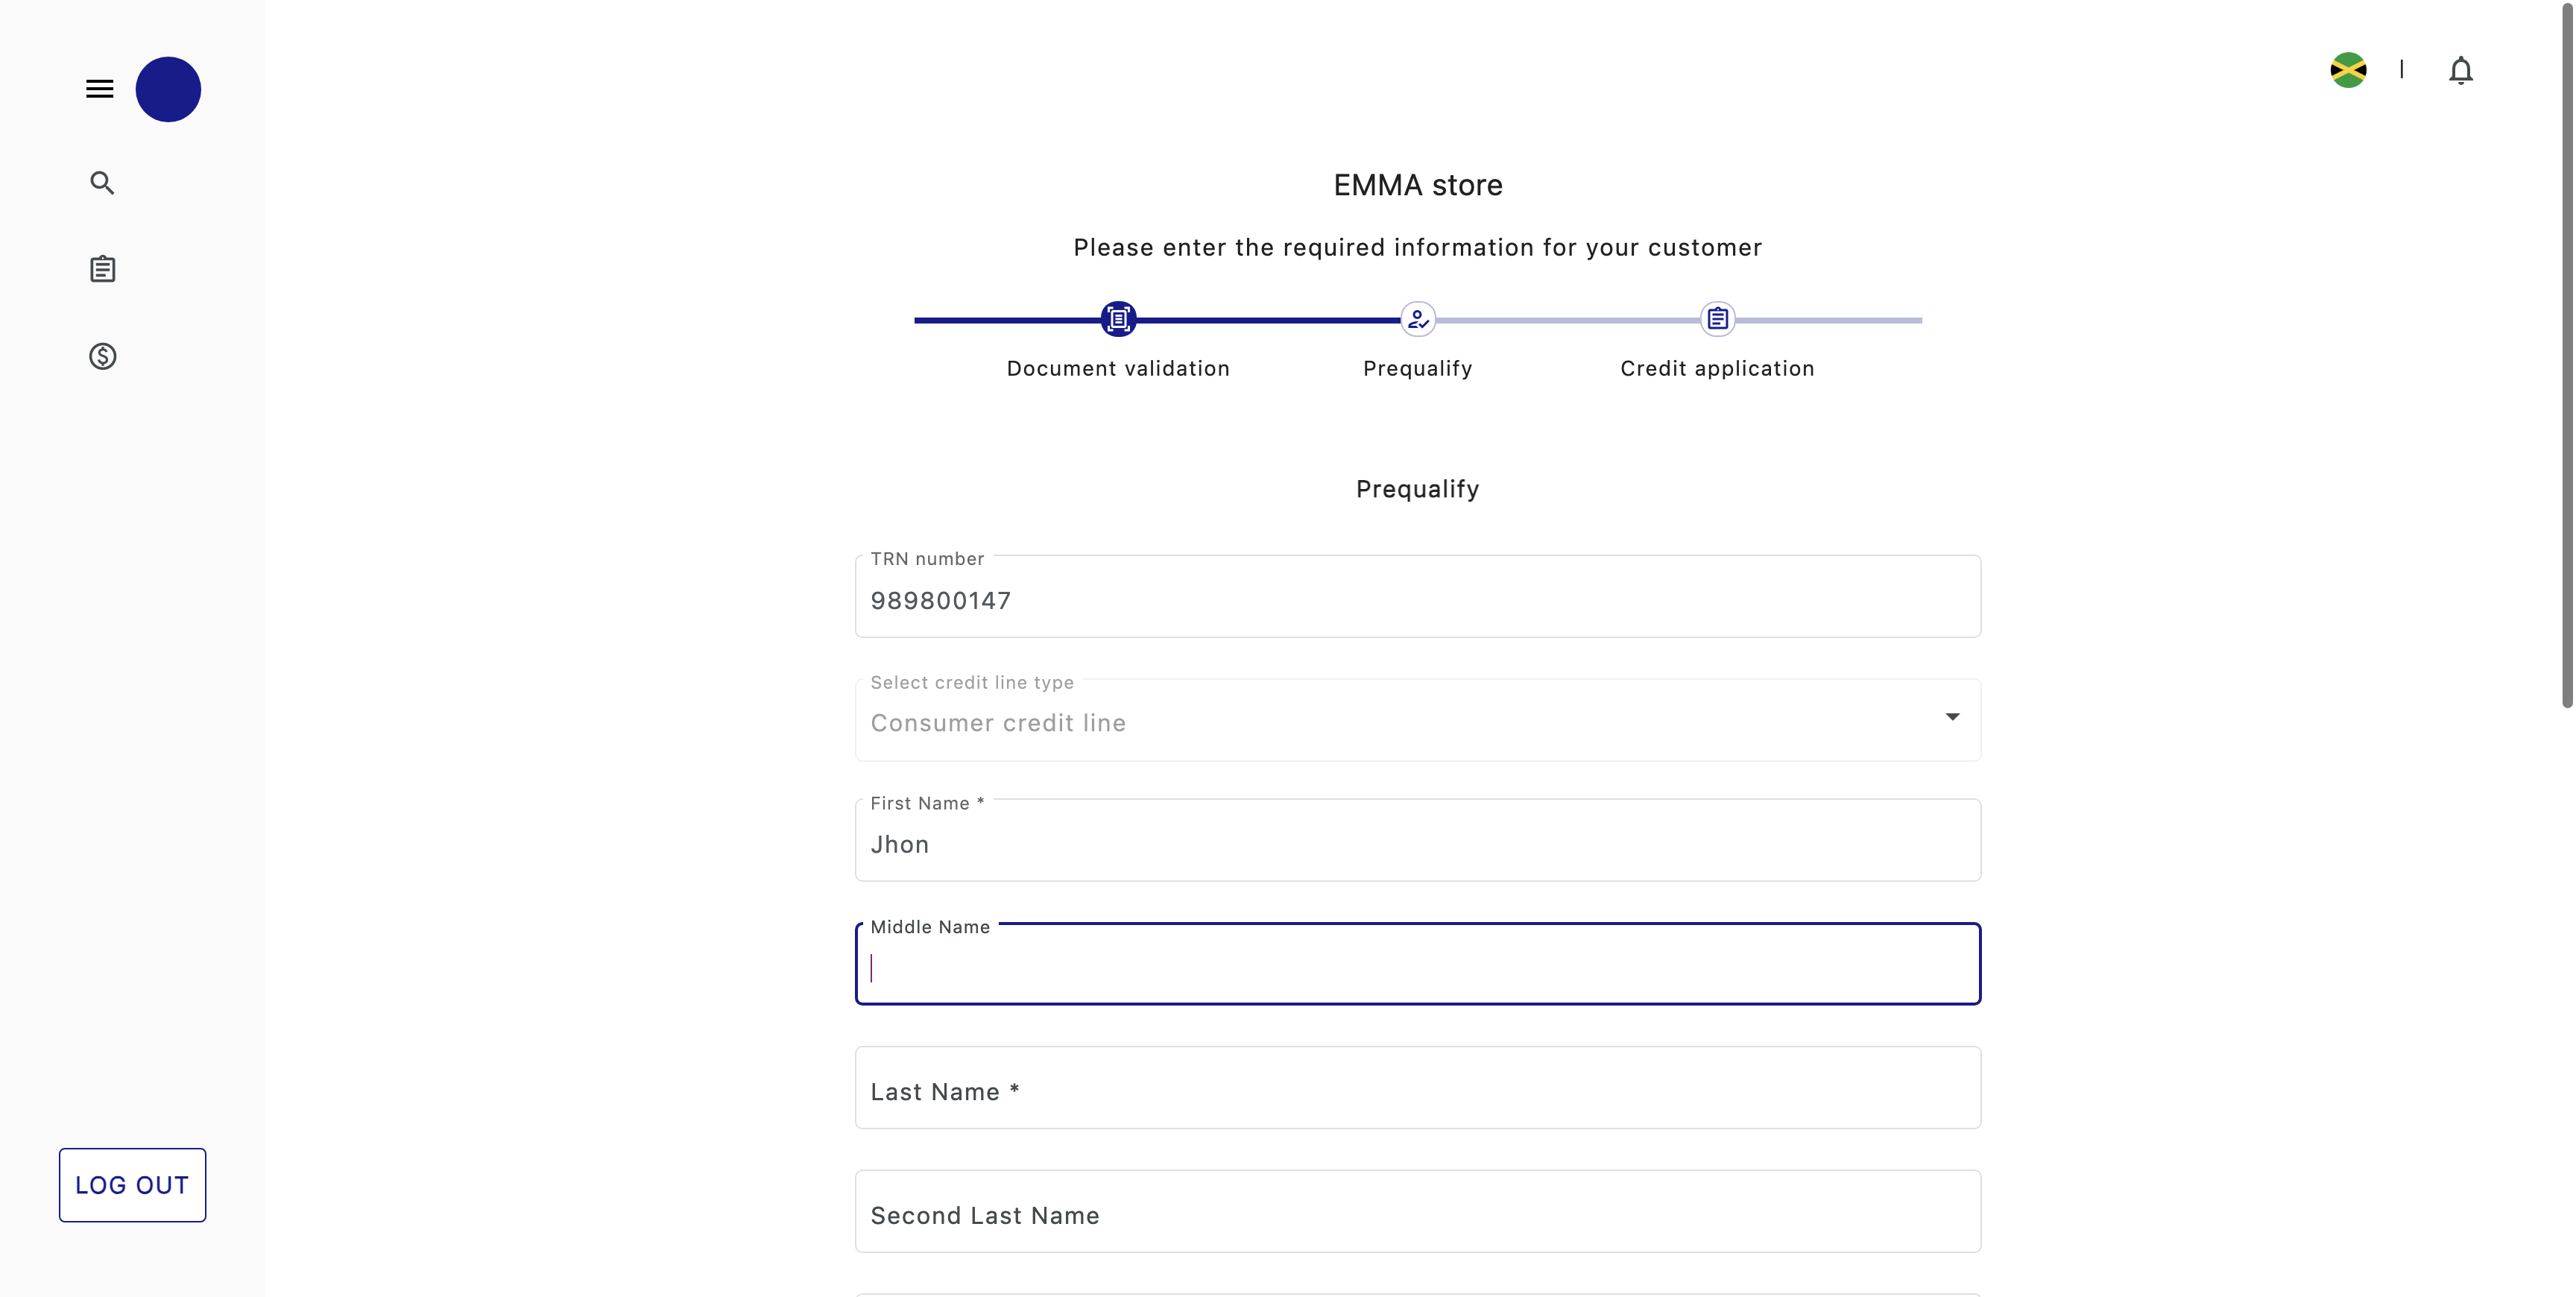 EMMA store
Please enter the required information for your customer
Document validation
Prequalify
Credit application
Prequalify
TRN number
989800147
Select credit line type
Consumer credit line
First Name *
Jhon
Middle Name
Last Name *
Second Last Name
LOG OUT